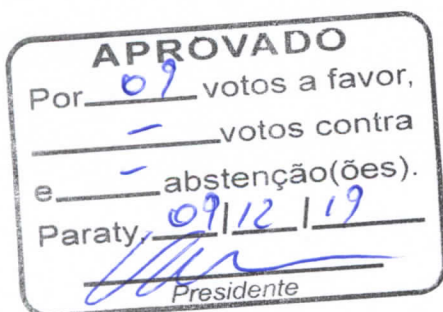 APROVADO
Por 09 votos a favor,
– votos contra
e – abstenção(ões).
Paraty, 09/12/19
Presidente